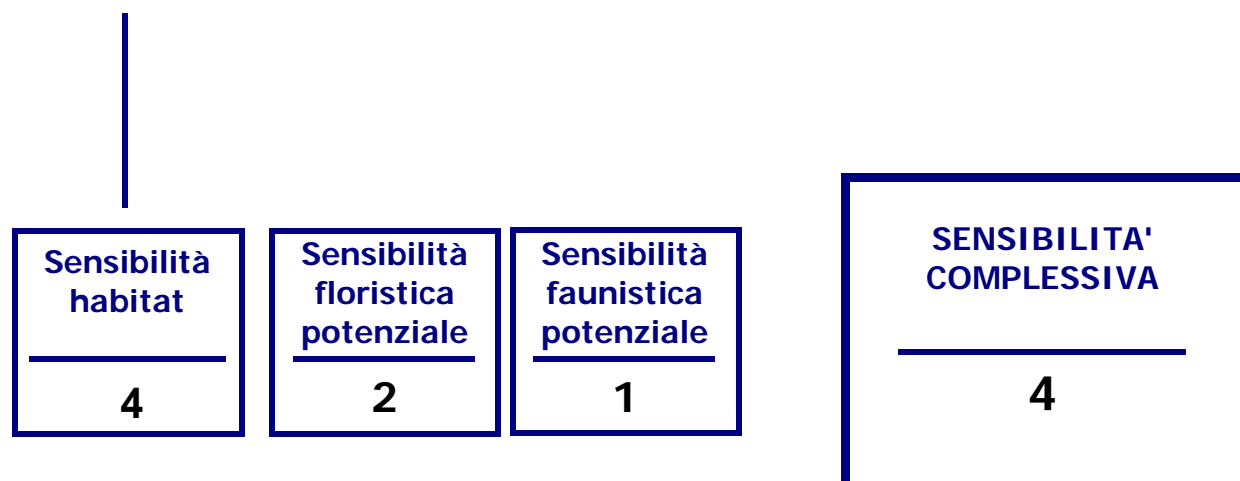 Sensibilità
habitat
4
Sensibilità
floristica
potenziale
2
Sensibilità
faunistica
potenziale
1
SENSIBILITA'
COMPLESSIVA
4